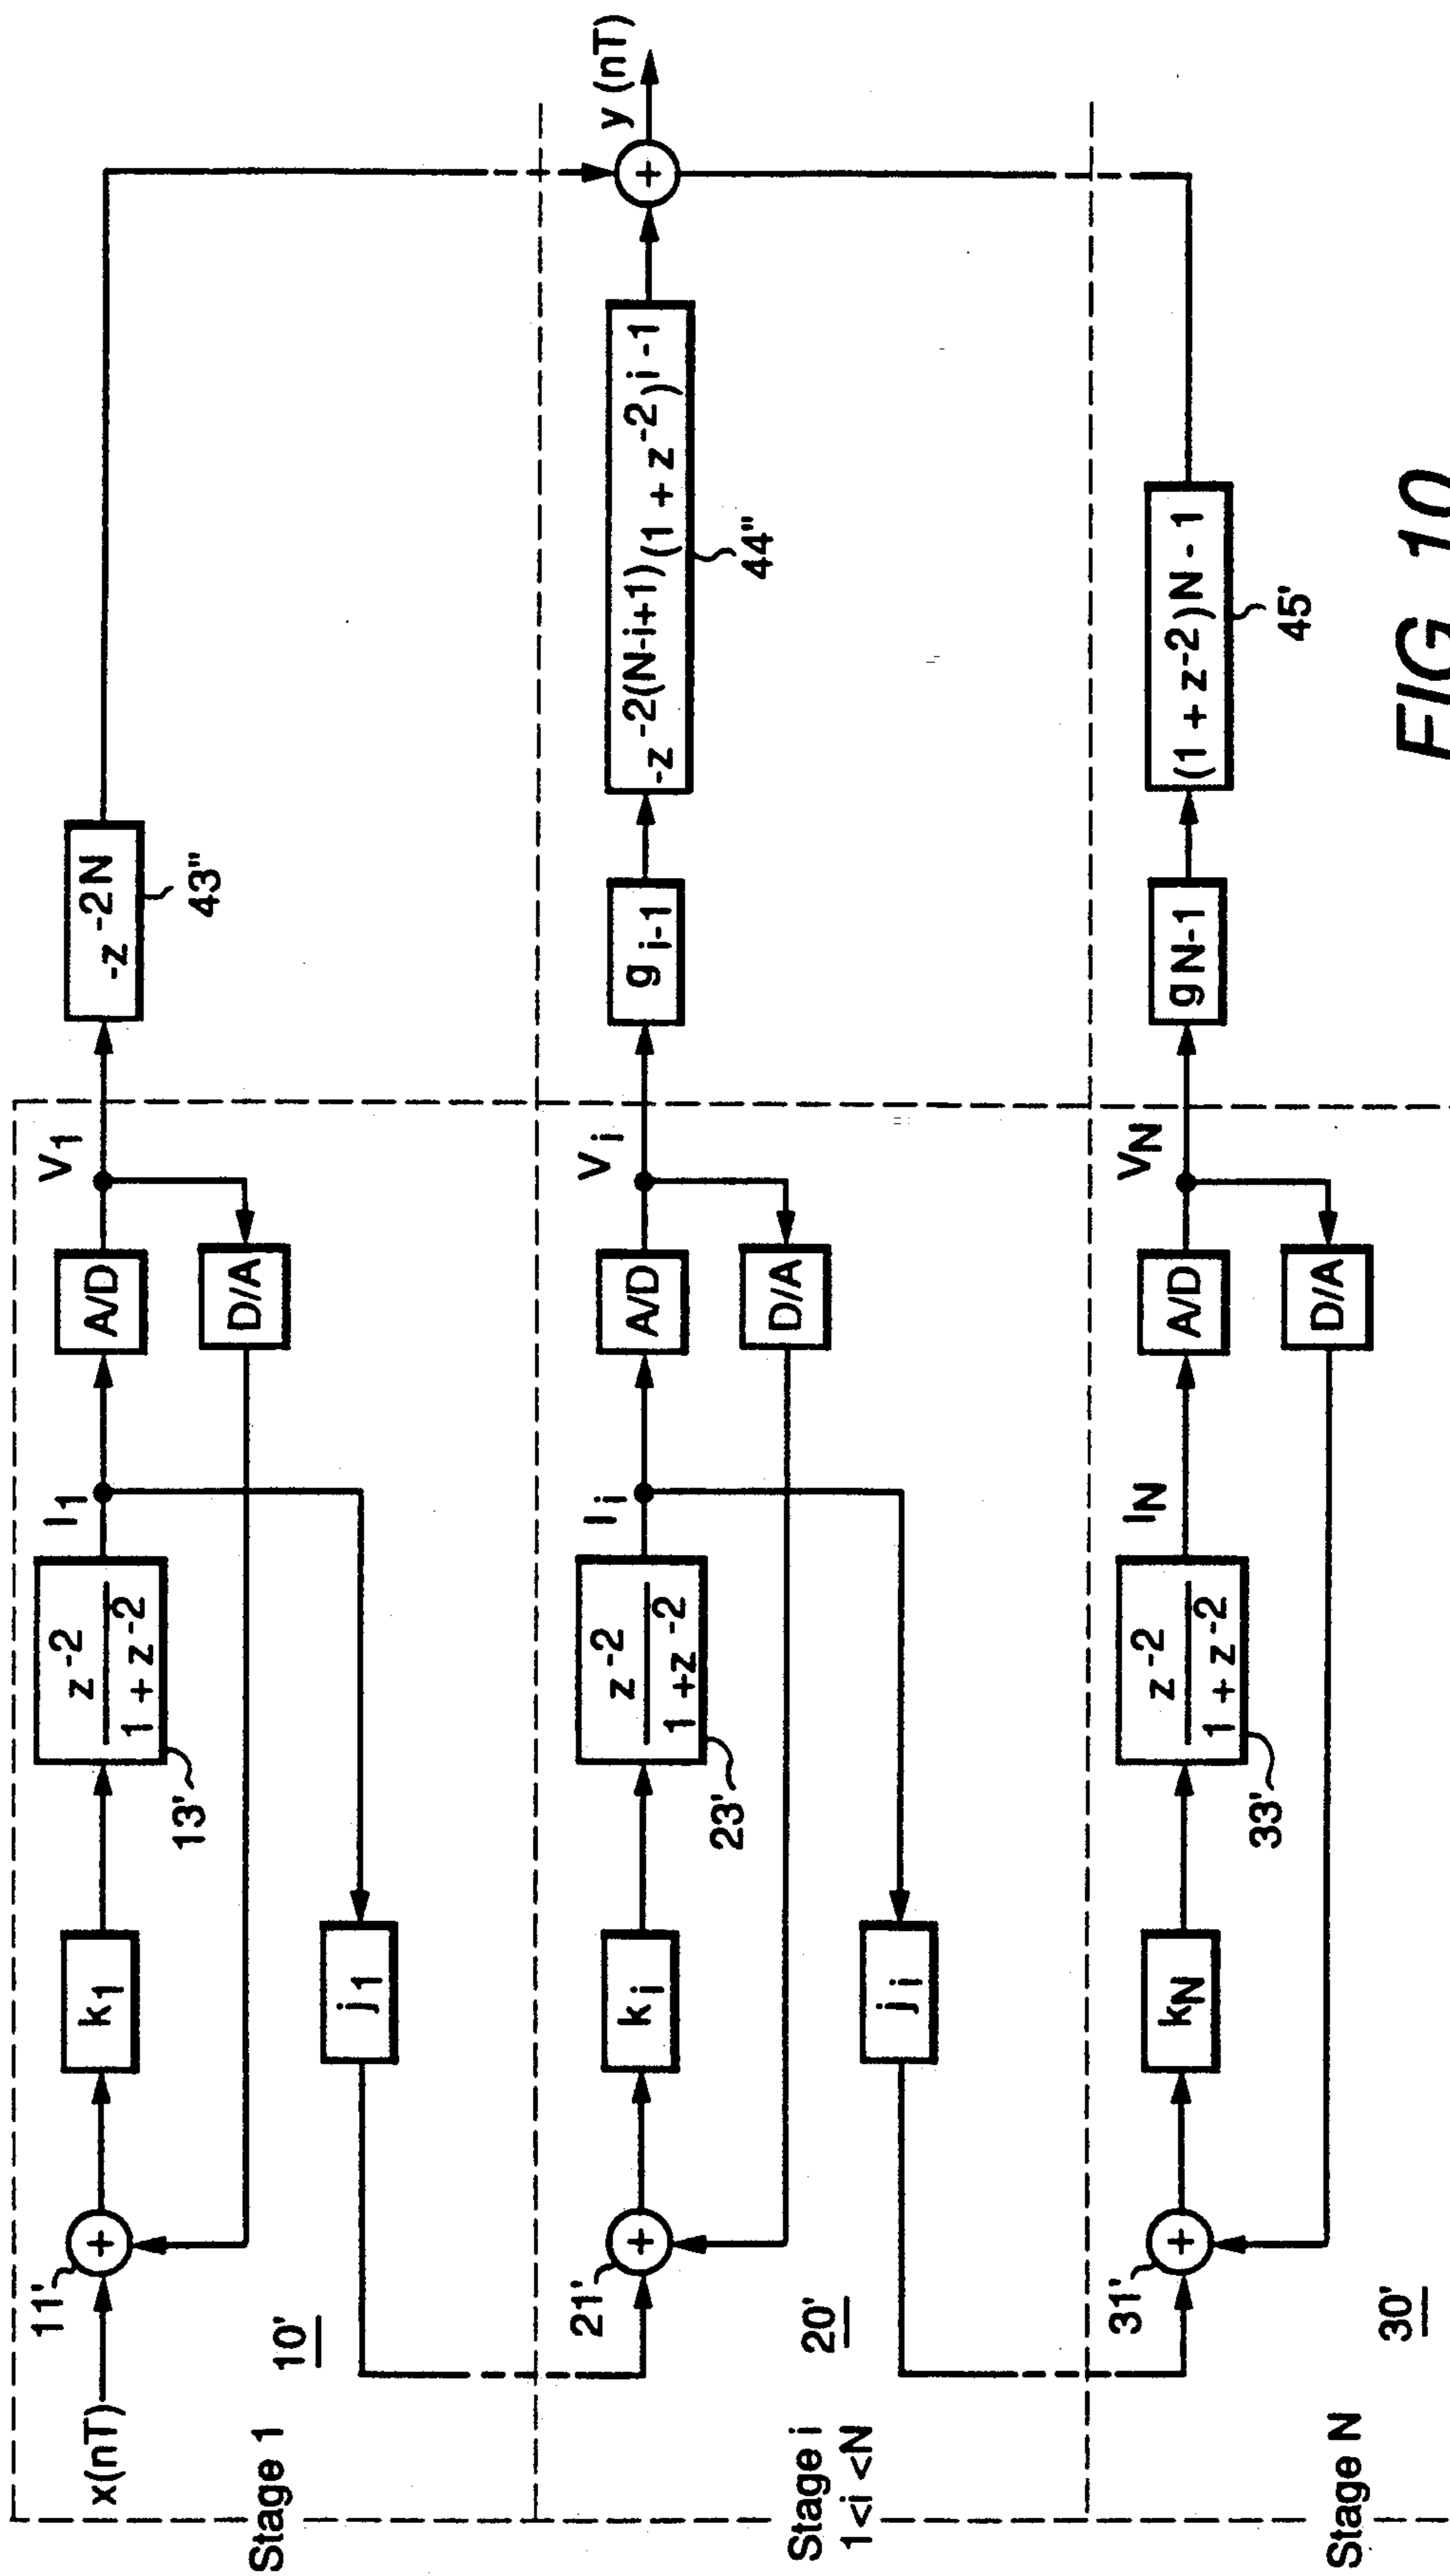 x(nT)
11'
k1
z-2
1 + z-2
13'
I1
A/D
V1
D/A
-z-2N
43"
j1
10'
Stage 1
y (nT)
+
21'
+
ki
z-2
1 +z-2
23'
Ii
A/D
Vi
D/A
gi-1
-z-2(N-i+1)(1 + z-2)i-1
44"
+
ji
20'
Stage i
1<i <N
31'
+
kN
z-2
1 + z-2
33'
IN
A/D
VN
D/A
gN-1
(1 + z-2)N-1
45'
30'
Stage N
FIG 10